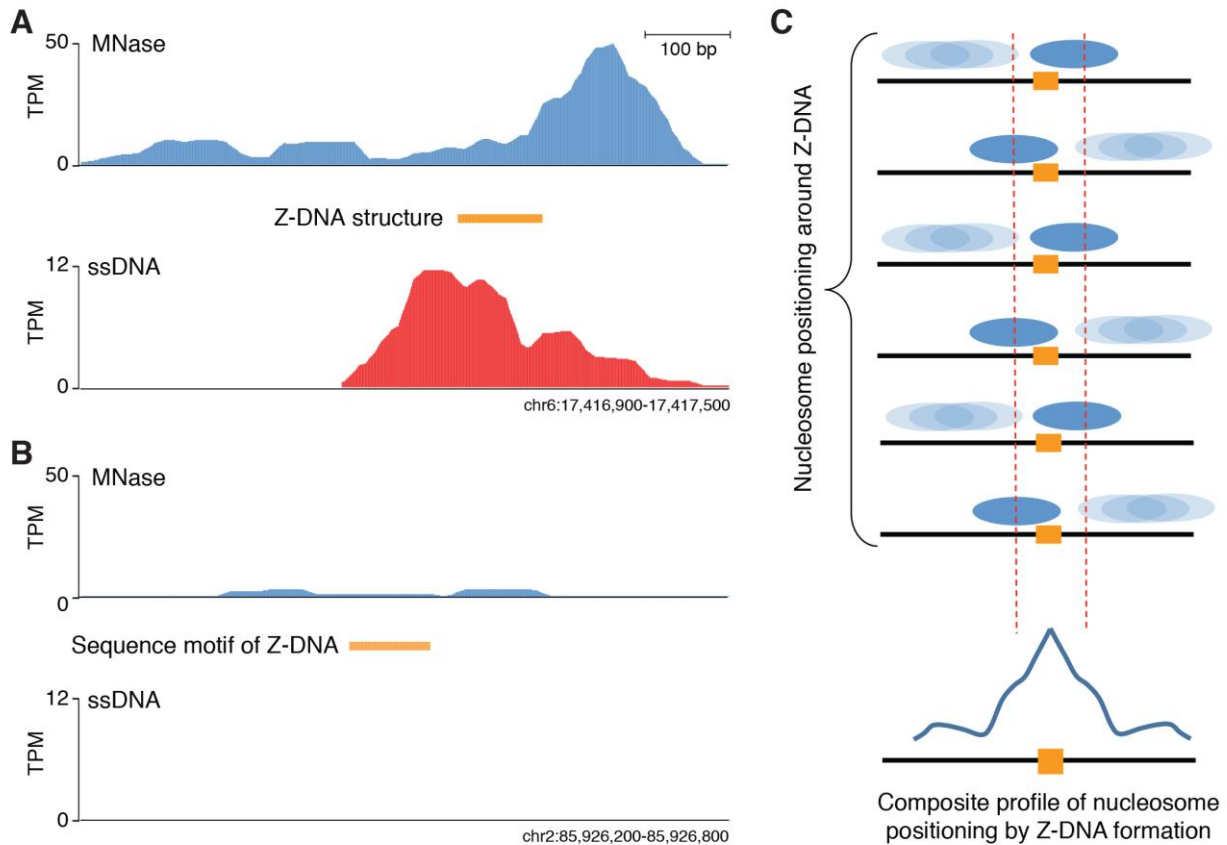 A
MNase
100 bp
50
TPM
0
Z-DNA structure
ssDNA
12
TPM
0
chr6:17,416,900-17,417,500
B
MNase
50
TPM
0
Sequence motif of Z-DNA
ssDNA
12
TPM
0
chr2:85,926,200-85,926,800
C
Nucleosome positioning around Z-DNA
Composite profile of nucleosome
positioning by Z-DNA formation